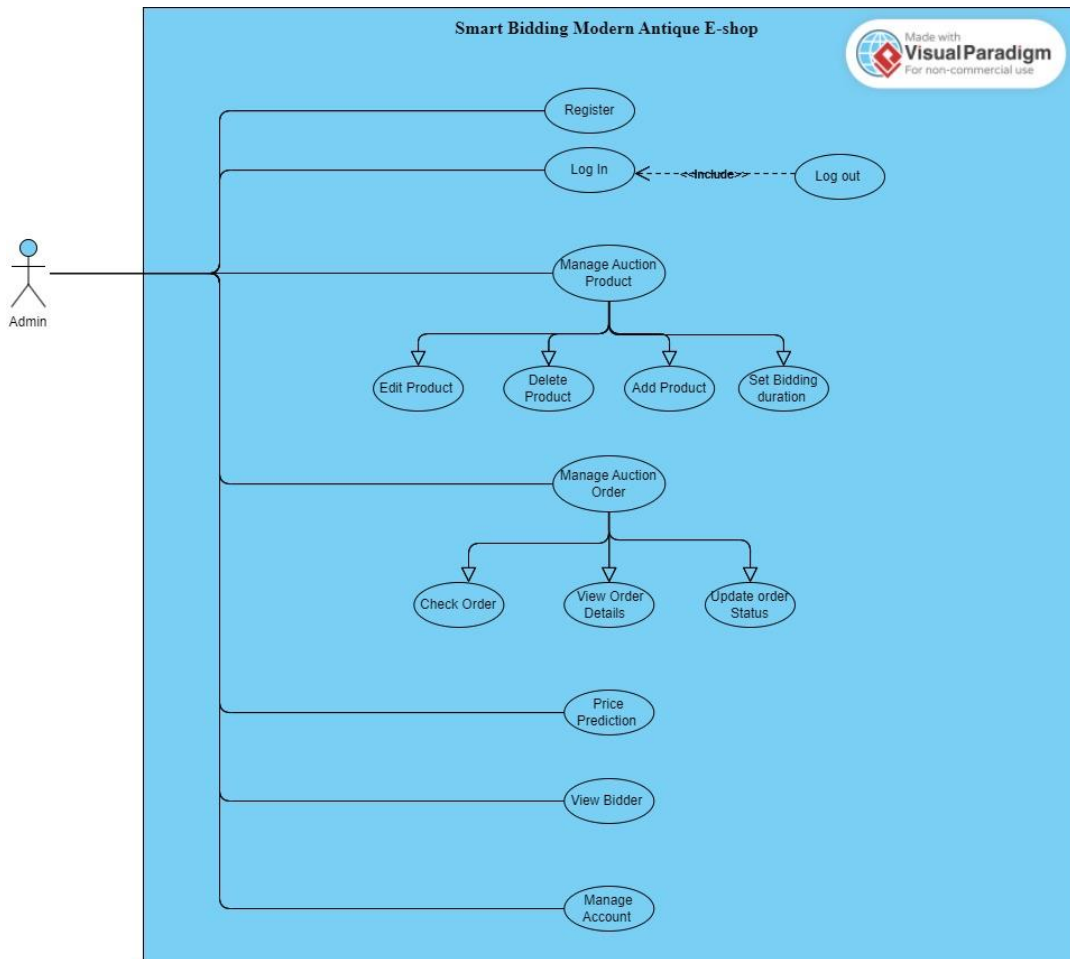 Smart Bidding Modern Antique E-shop
Made with
VisualParadigm
For non-commercial use
Register
Log In
<<Include>>
Log out
Admin
Manage Auction
Product
Edit Product
Delete
Product
Add Product
Set Bidding
duration
Manage Auction
Order
Check Order
View Order
Details
Update order
Status
Price
Prediction
View Bidder
Manage
Account